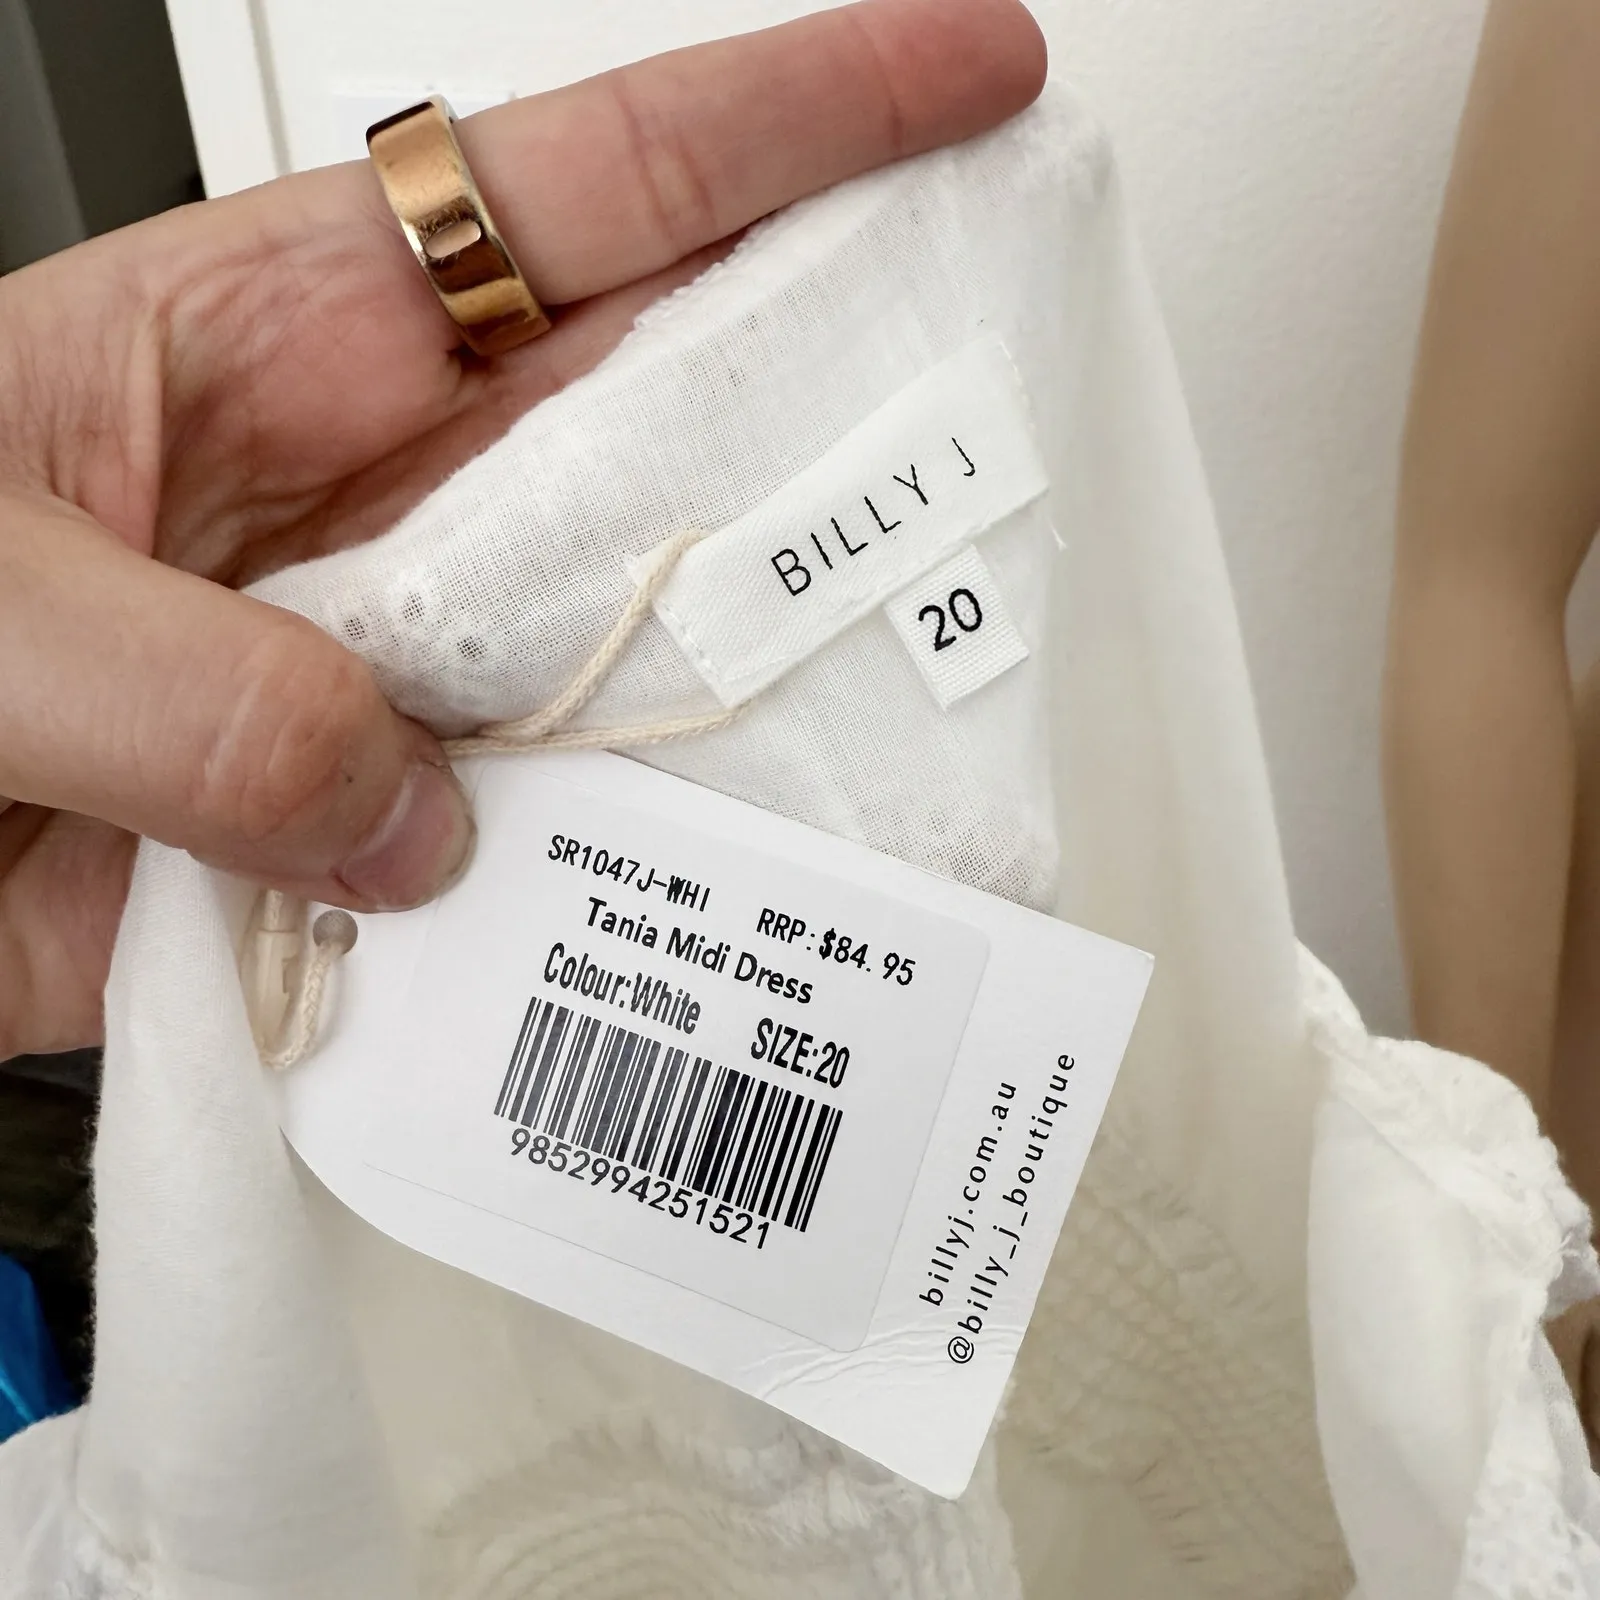 BILLY J
20
SR1047J-WHI RRP:$84.95
Tania Midi Dress
Colour:White SIZE:20
9852994251521
billyj.com.au
@billy_j_boutique